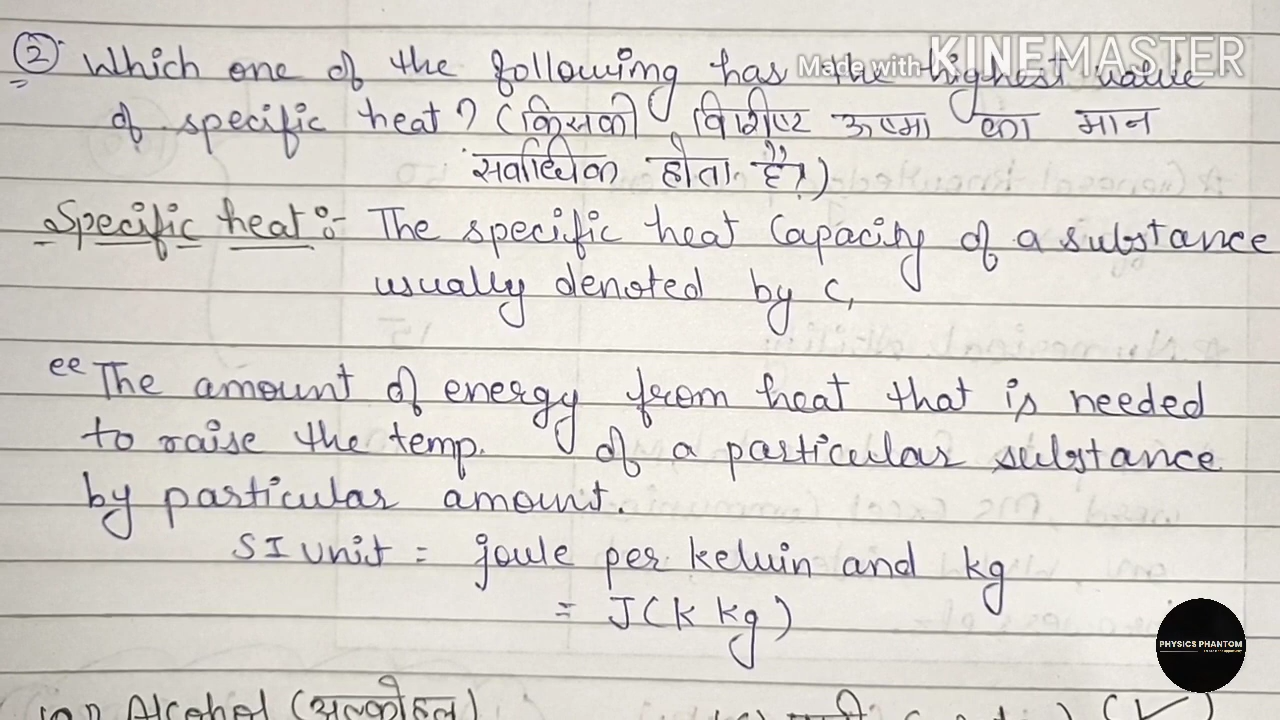 ② Which one of the following has the highest value
Made with KINEMASTER
of specific heat? (किसकी विशिष्ट ऊष्मा का मान
सर्वाधिक होता है?)
Specific heat :- The specific heat Capacity of a substance
usually denoted by c,
"The amount of energy from heat that is needed
to raise the temp. of a particular substance
by particular amount.
SI unit = joule per kelvin and kg
= J(K kg)
PHYSICS PHANTOM
Alcohol (अल्कोहल)